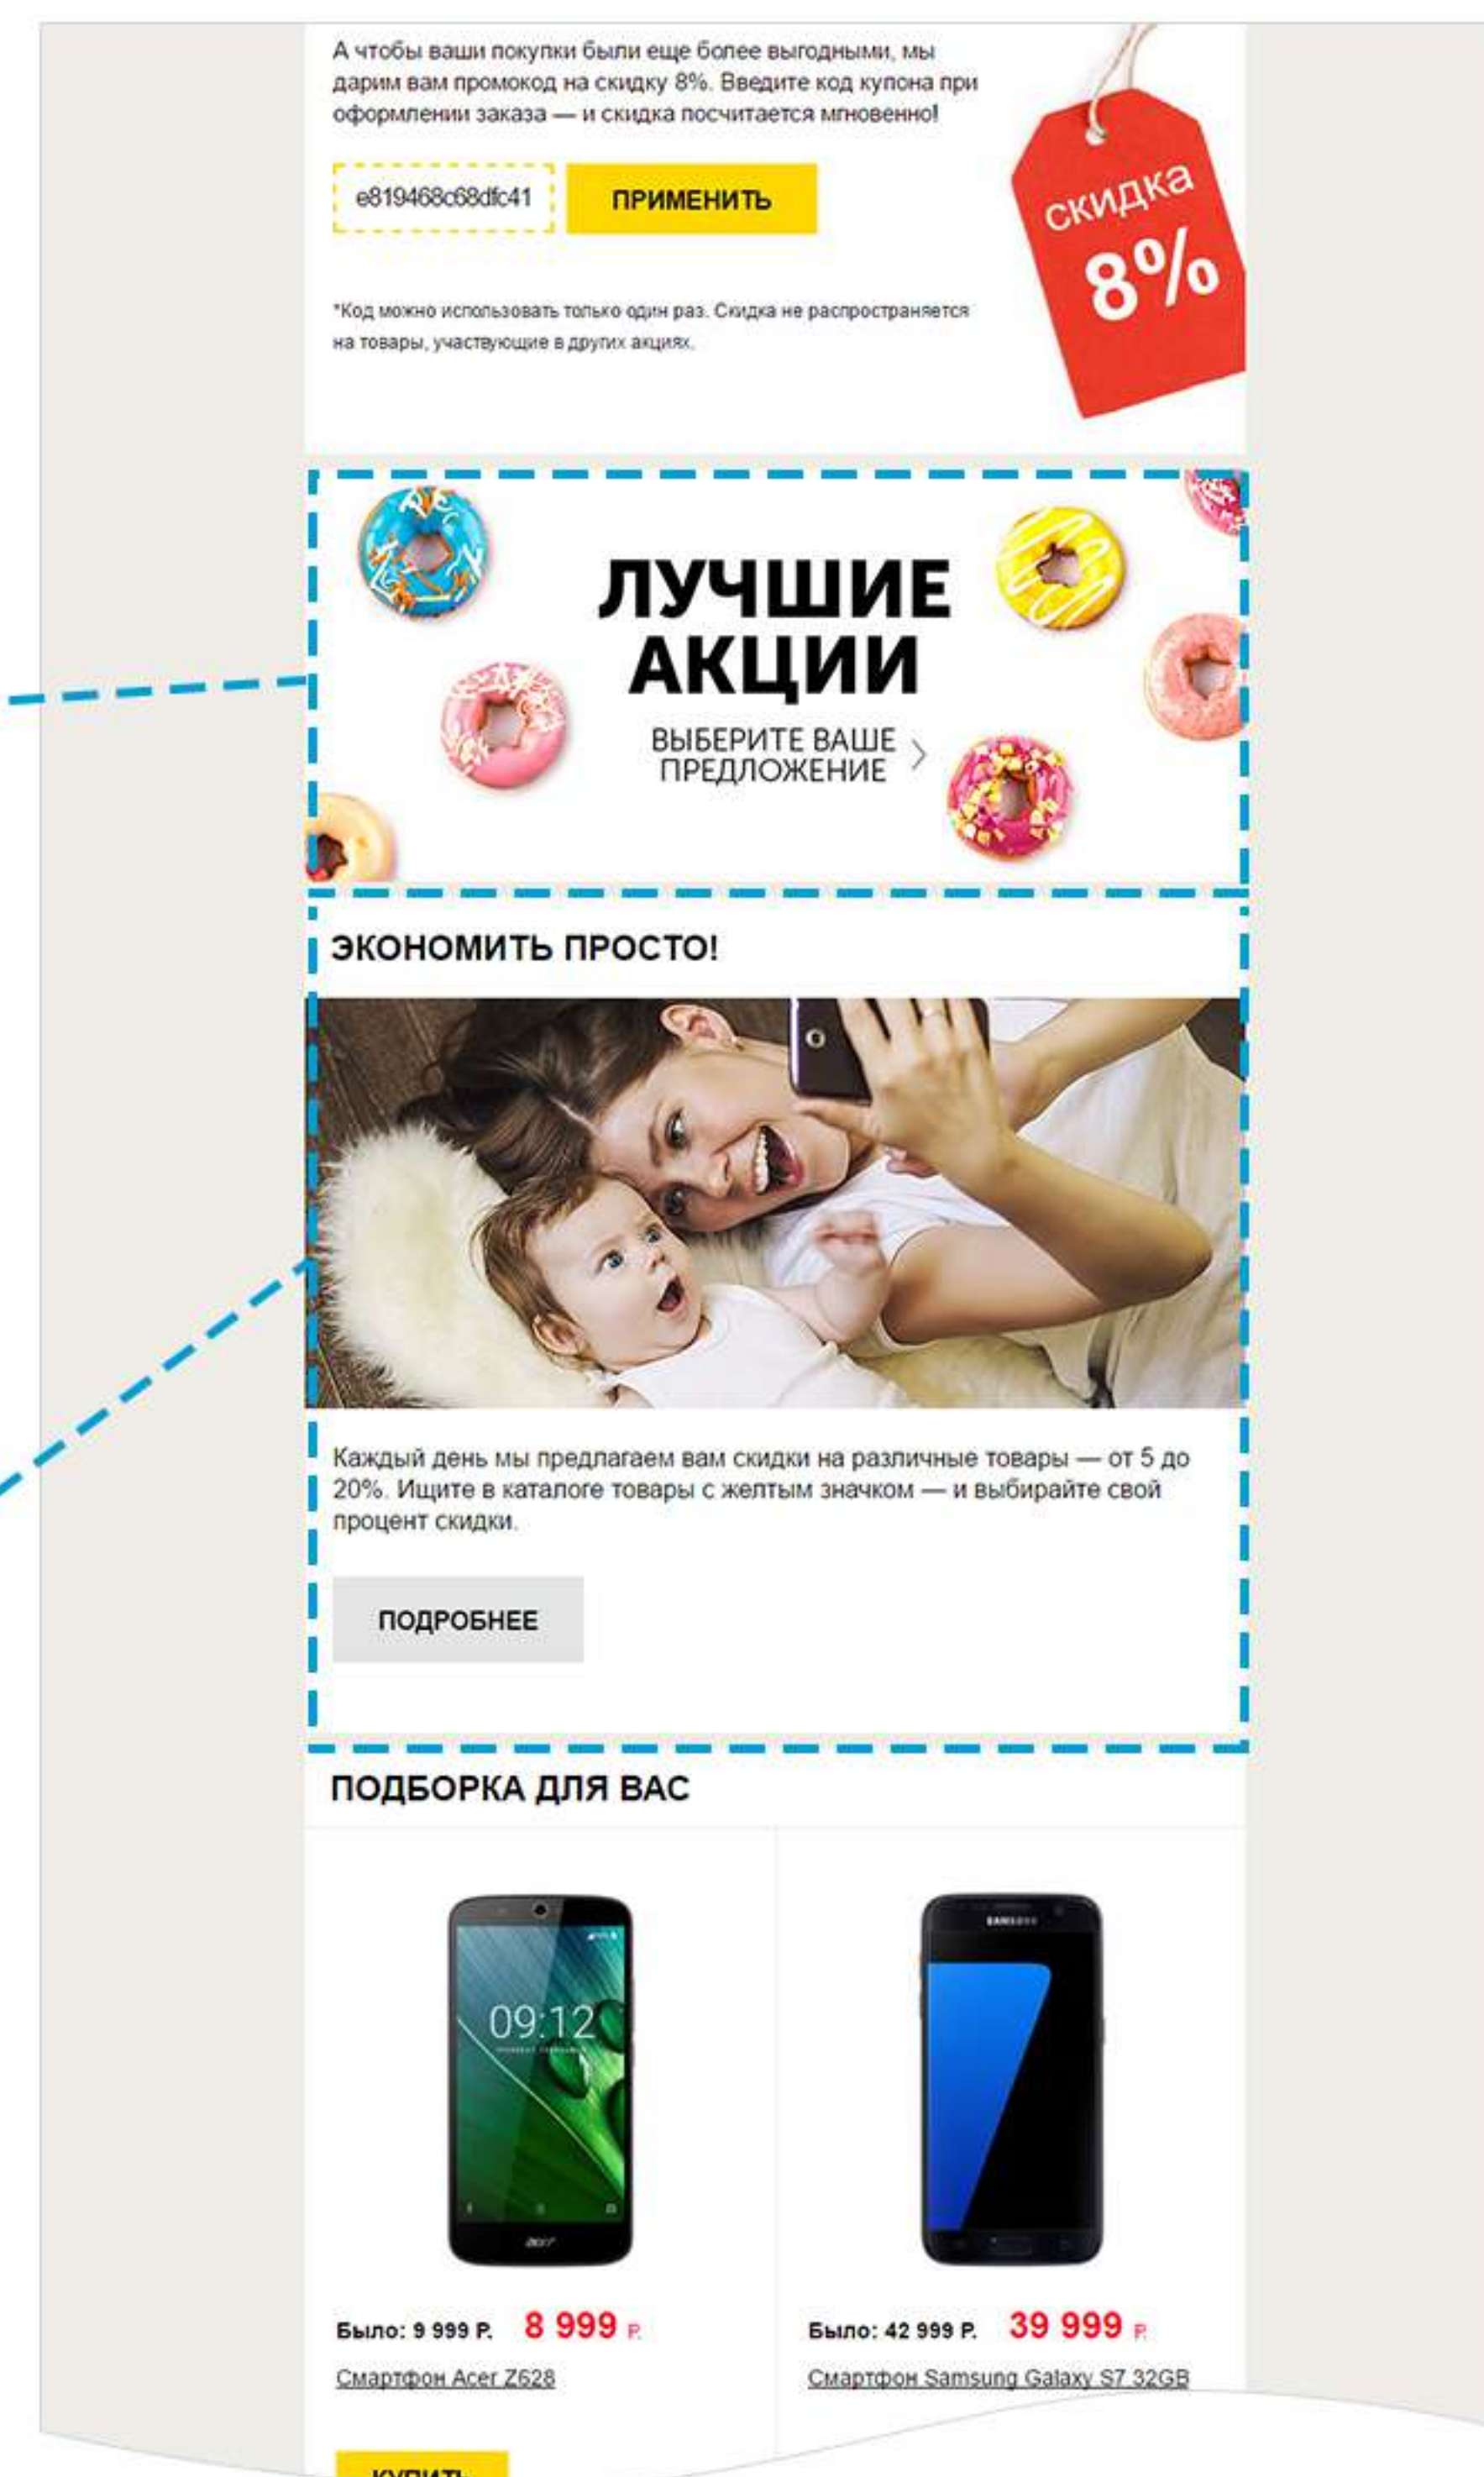 А чтобы ваши покупки были еще более выгодными, мы
дарим вам промокод на скидку 8%. Введите код купона при
оформлении заказа — и скидка посчитается мгновенно!
e819468c68dfc41
ПРИМЕНИТЬ
скидка
8%
*Код можно использовать только один раз. Скидка не распространяется
на товары, участвующие в других акциях.
ЛУЧШИЕ
АКЦИИ
ВЫБЕРИТЕ ВАШЕ
ПРЕДЛОЖЕНИЕ
ЭКОНОМИТЬ ПРОСТО!
Каждый день мы предлагаем вам скидки на различные товары — от 5 до
20%. Ищите в каталоге товары с желтым значком — и выбирайте свой
процент скидки.
ПОДРОБНЕЕ
ПОДБОРКА ДЛЯ ВАС
09:12
acer
SAMSUNG
Было: 9 999 Р. 8 999 Р.
Смартфон Acer Z628
Было: 42 999 Р. 39 999 Р.
Смартфон Samsung Galaxy S7 32GB
КУПИТЬ